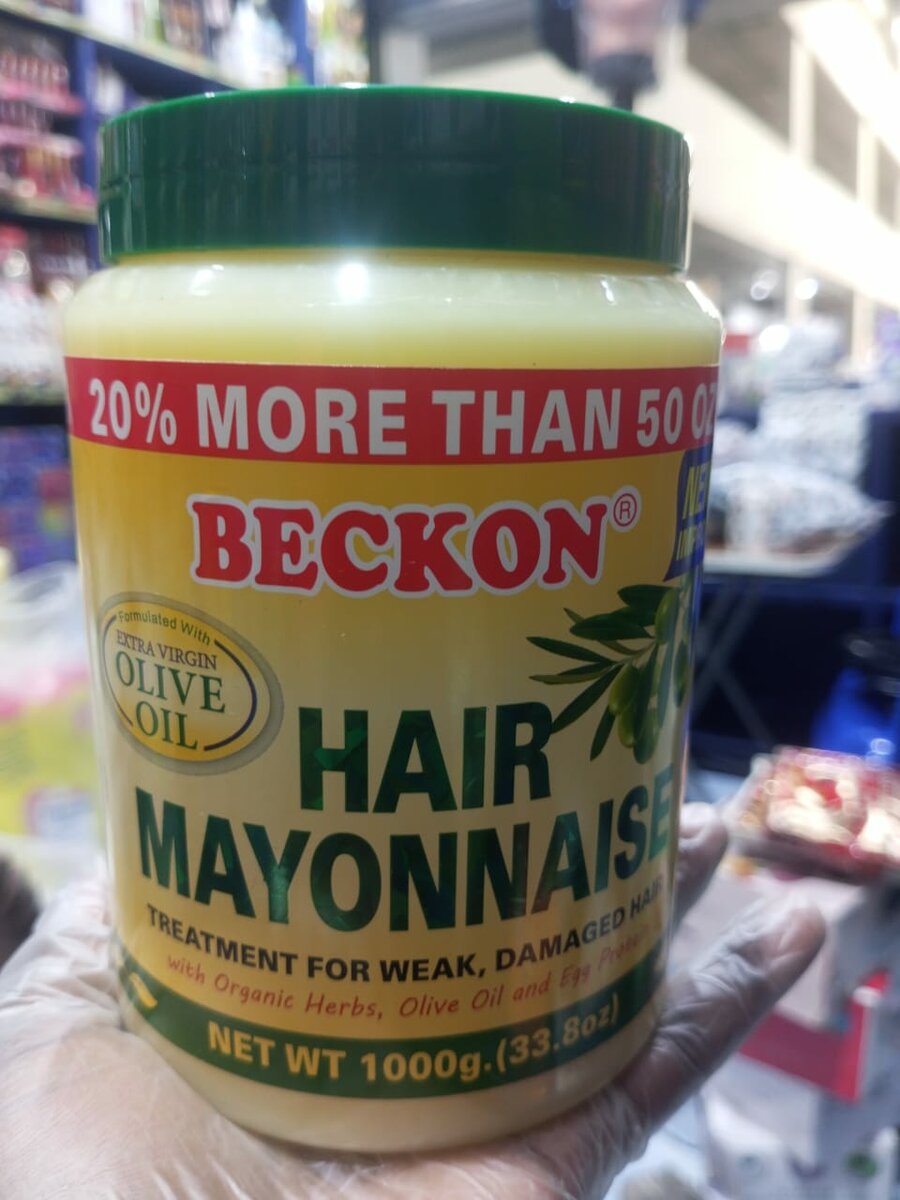 20% MORE THAN 50 OZ
BECKON®
Formulated With
EXTRA VIRGIN
OLIVE
OIL
HAIR
MAYONNAISE
TREATMENT FOR WEAK, DAMAGED HAIR
with Organic Herbs, Olive Oil and Egg Protein
NET WT 1000g.(33.8oz)